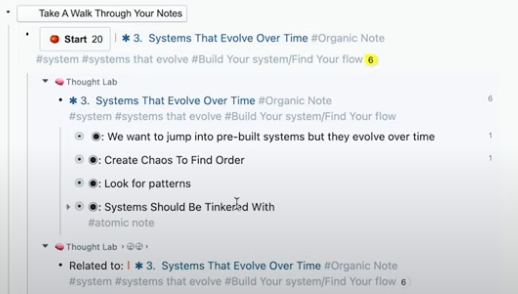 Take A Walk Through Your Notes
Start 20 | ✱ 3. Systems That Evolve Over Time #Organic Note
#system #systems that evolve #Build Your system/Find Your flow 6
Thought Lab
✱ 3. Systems That Evolve Over Time #Organic Note 6
#system #systems that evolve #Build Your system/Find Your flow
: We want to jump into pre-built systems but they evolve over time 1
: Create Chaos To Find Order 1
: Look for patterns
: Systems Should Be Tinkered With
#atomic note
Thought Lab
Related to: | ✱ 3. Systems That Evolve Over Time #Organic Note
#system #systems that evolve #Build Your system/Find Your flow 6